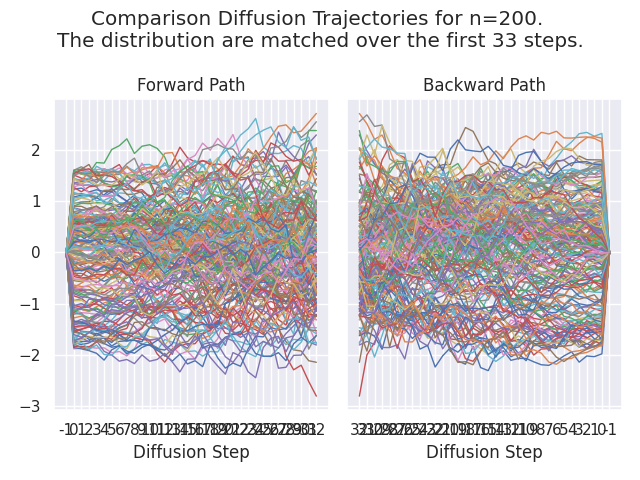 Comparison Diffusion Trajectories for n=200.
The distribution are matched over the first 33 steps.
Forward Path
Backward Path
2
1
0
−1
−2
−3
Diffusion Step
Diffusion Step